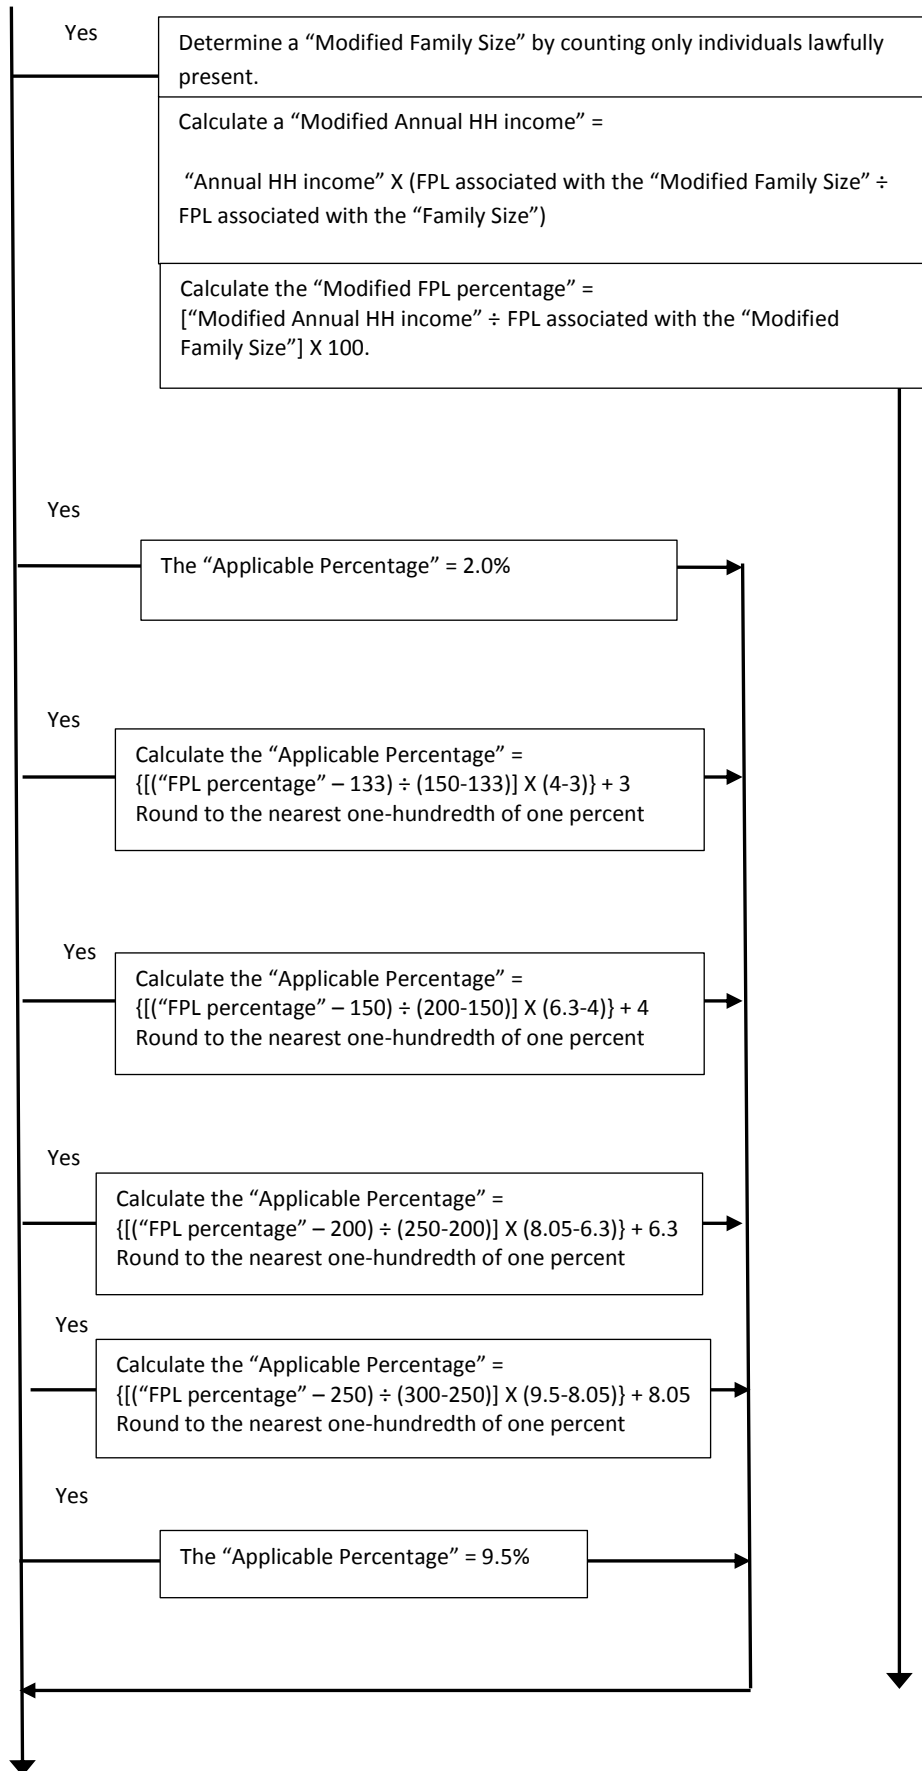 Yes
Determine a “Modified Family Size” by counting only individuals lawfully
present.
Calculate a “Modified Annual HH income” =
“Annual HH income” X (FPL associated with the “Modified Family Size” ÷
FPL associated with the “Family Size”)
Calculate the “Modified FPL percentage” =
[“Modified Annual HH income” ÷ FPL associated with the “Modified
Family Size”] X 100.
Yes
The “Applicable Percentage” = 2.0%
Yes
Calculate the “Applicable Percentage” =
{[(“FPL percentage” – 133) ÷ (150-133)] X (4-3)} + 3
Round to the nearest one-hundredth of one percent
Yes
Calculate the “Applicable Percentage” =
{[(“FPL percentage” – 150) ÷ (200-150)] X (6.3-4)} + 4
Round to the nearest one-hundredth of one percent
Yes
Calculate the “Applicable Percentage” =
{[(“FPL percentage” – 200) ÷ (250-200)] X (8.05-6.3)} + 6.3
Round to the nearest one-hundredth of one percent
Yes
Calculate the “Applicable Percentage” =
{[(“FPL percentage” – 250) ÷ (300-250)] X (9.5-8.05)} + 8.05
Round to the nearest one-hundredth of one percent
Yes
The “Applicable Percentage” = 9.5%